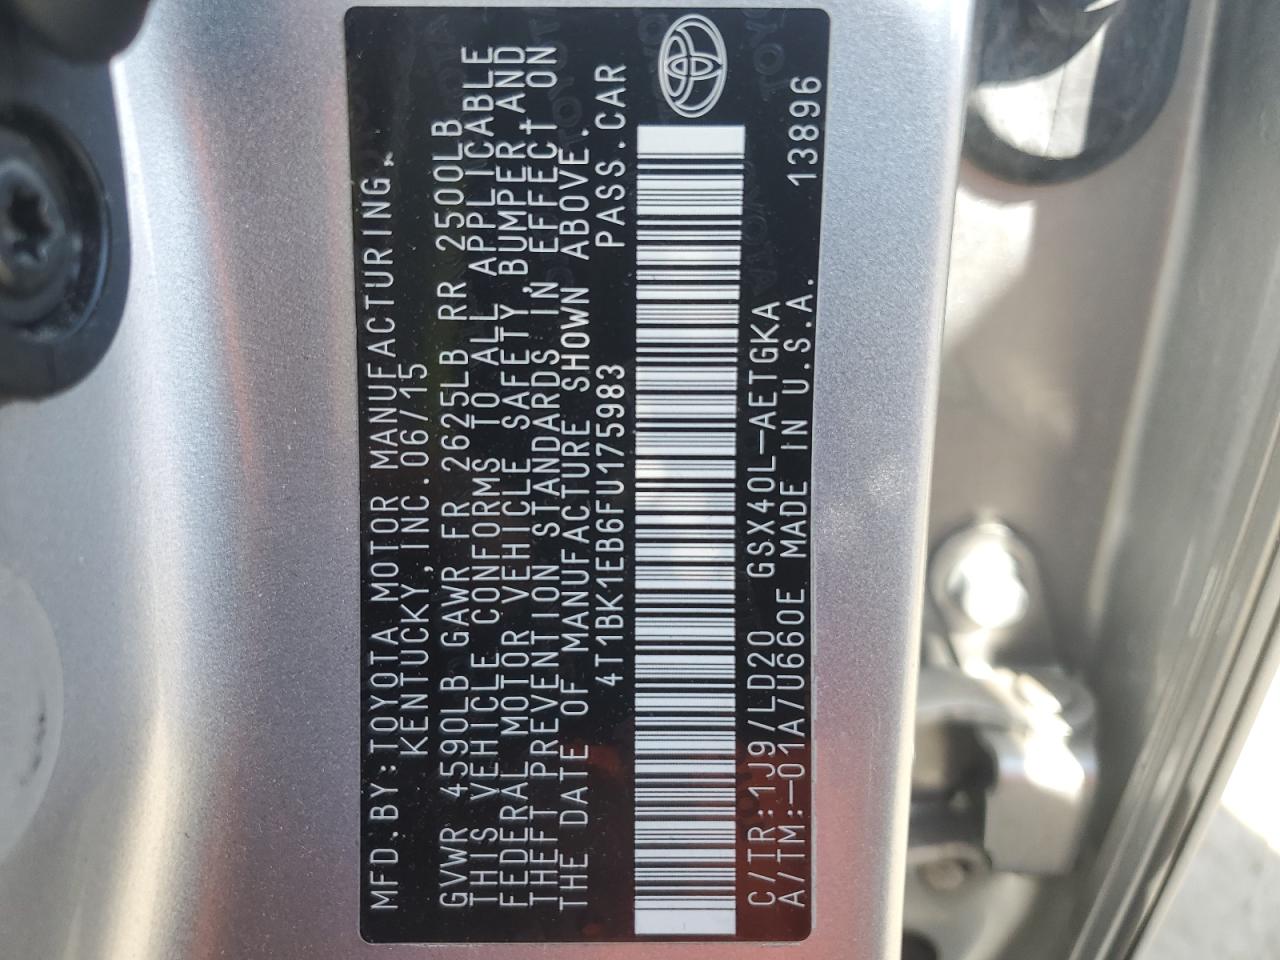 MFD.BY:TOYOTA MOTOR MANUFACTURING,
KENTUCKY,INC.06/15
GVWR 4590LB GAWR FR 2625LB RR 2500LB
THIS VEHICLE CONFORMS TO ALL APPLICABLE
FEDERAL MOTOR VEHICLE SAFETY,BUMPER,AND
THEFT PREVENTION STANDARDS IN EFFECT ON
THE DATE OF MANUFACTURE SHOWN ABOVE.
4T1BK1EB6FU175983 PASS.CAR
C/TR:1J9/LD20 GSX40L-AETGKA
A/TM:-01A/U660E MADE IN U.S.A. 13896